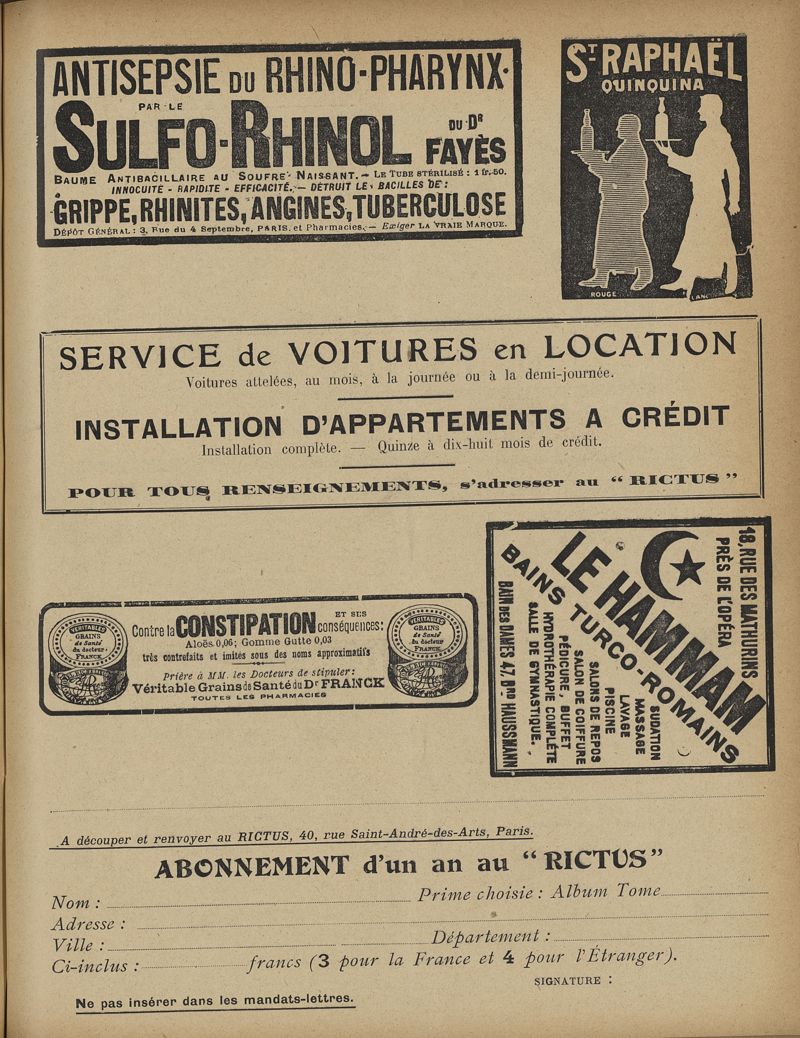 ANTISEPSIE DU RHINO-PHARYNX
PAR LE
SULFO-RHINOL DU Dr FAYÈS
BAUME ANTIBACILLAIRE AU SOUFRE NAISSANT. — LE TUBE STÉRILISÉ : 1 fr. 50.
INNOCUITÉ - RAPIDITÉ - EFFICACITÉ. — DÉTRUIT LES BACILLES DE :
GRIPPE, RHINITES, ANGINES, TUBERCULOSE
DÉPÔT GÉNÉRAL : 3, Rue du 4 Septembre, PARIS, et Pharmacies. — Exiger LA VRAIE MARQUE.
ST-RAPHAËL
QUINQUINA
ROUGE
SERVICE de VOITURES en LOCATION
Voitures attelées, au mois, à la journée ou à la demi-journée.
INSTALLATION D'APPARTEMENTS A CRÉDIT
Installation complète. — Quinze à dix-huit mois de crédit.
POUR TOUS RENSEIGNEMENTS, s'adresser au “ RICTUS ”
VÉRITABLES
GRAINS
de Santé
du docteur
FRANCK
Contre la CONSTIPATION ET SES conséquences :
Aloës 0,06 ; Gomme Gutte 0,03
très contrefaits et imités sous des noms approximatifs
Prière à MM. les Docteurs de stipuler :
Véritable Grains de Santé du Dr FRANCK
TOUTES LES PHARMACIES
VÉRITABLES
GRAINS
de Santé
du docteur
FRANCK
18, RUE DES MATHURINS
PRÈS DE L'OPÉRA
LE HAMMAM
BAINS TURCO-ROMAINS
SUDATION
MASSAGE
LAVAGE
PISCINE
SALONS DE REPOS
SALON DE COIFFURE
PÉDICURE, BUFFET
HYDROTHÉRAPIE COMPLÈTE
SALLE DE GYMNASTIQUE.
BAIN DES DAMES 47, BRD HAUSSMANN
A découper et renvoyer au RICTUS, 40, rue Saint-André-des-Arts, Paris.
ABONNEMENT d'un an au “ RICTUS ”
Nom : Prime choisie : Album Tome
Adresse :
Ville : Département :
Ci-inclus : francs (3 pour la France et 4 pour l'Étranger).
SIGNATURE :
Ne pas insérer dans les mandats-lettres.